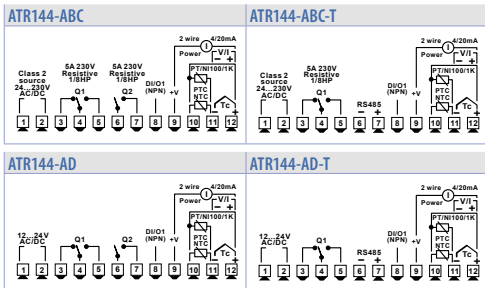 ATR144-ABC
Class 2
source
24...230V
AC/DC
5A 230V
Resistive
1/8HP
Q1
5A 230V
Resistive
1/8HP
Q2
DI/O1
(NPN)
+V
2 wire 4/20mA
Power
I
V/I
– +
PT/NI100/1K
PTC
NTC
Tc
+
1 2 3 4 5 6 7 8 9 10 11 12
ATR144-ABC-T
Class 2
source
24...230V
AC/DC
5A 230V
Resistive
1/8HP
Q1
RS485
– +
DI/O1
(NPN)
+V
2 wire 4/20mA
Power
I
V/I
– +
PT/NI100/1K
PTC
NTC
Tc
+
1 2 3 4 5 6 7 8 9 10 11 12
ATR144-AD
12...24V
AC/DC
Q1
Q2
DI/O1
(NPN)
+V
2 wire 4/20mA
Power
I
V/I
– +
PT/NI100/1K
PTC
NTC
Tc
+
1 2 3 4 5 6 7 8 9 10 11 12
ATR144-AD-T
12...24V
AC/DC
Q1
RS485
– +
DI/O1
(NPN)
+V
2 wire 4/20mA
Power
I
V/I
– +
PT/NI100/1K
PTC
NTC
Tc
+
1 2 3 4 5 6 7 8 9 10 11 12